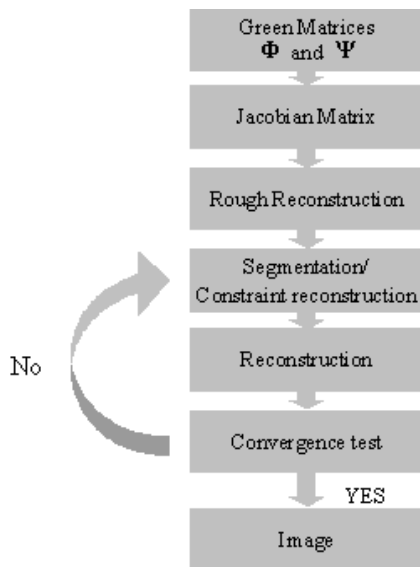 Green Matrices
Φ and Ψ
Jacobian Matrix
Rough Reconstruction
Segmentation/
Constraint reconstruction
Reconstruction
No
Convergence test
YES
Image